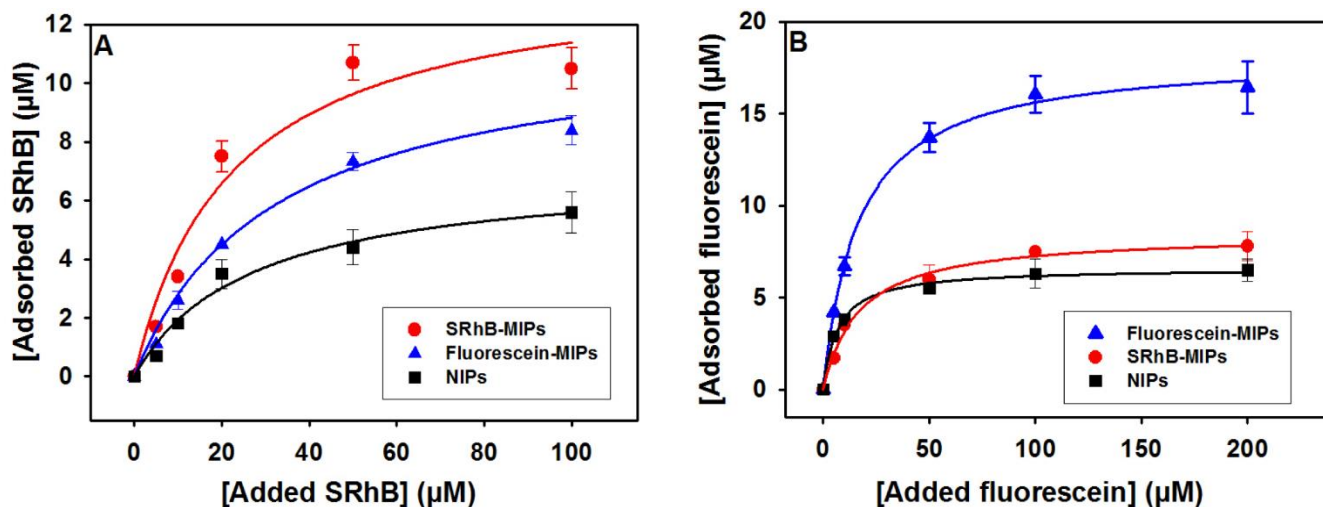 A
[Adsorbed SRhB] (µM)
12
10
8
6
4
2
0
SRhB-MIPs
Fluorescein-MIPs
NIPs
0 20 40 60 80 100
[Added SRhB] (µM)
B
[Adsorbed fluorescein] (µM)
20
15
10
5
0
Fluorescein-MIPs
SRhB-MIPs
NIPs
0 50 100 150 200
[Added fluorescein] (µM)